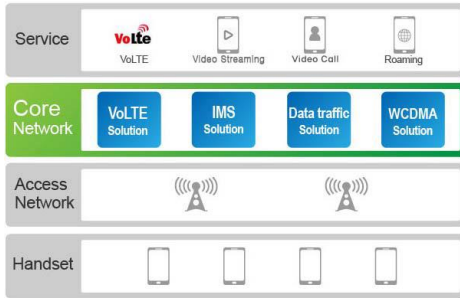 Service
VoLte
VoLTE
Video Streaming
Video Call
Roaming
Core
Network
VoLTE
Solution
IMS
Solution
Data traffic
Solution
WCDMA
Solution
Access
Network
Handset